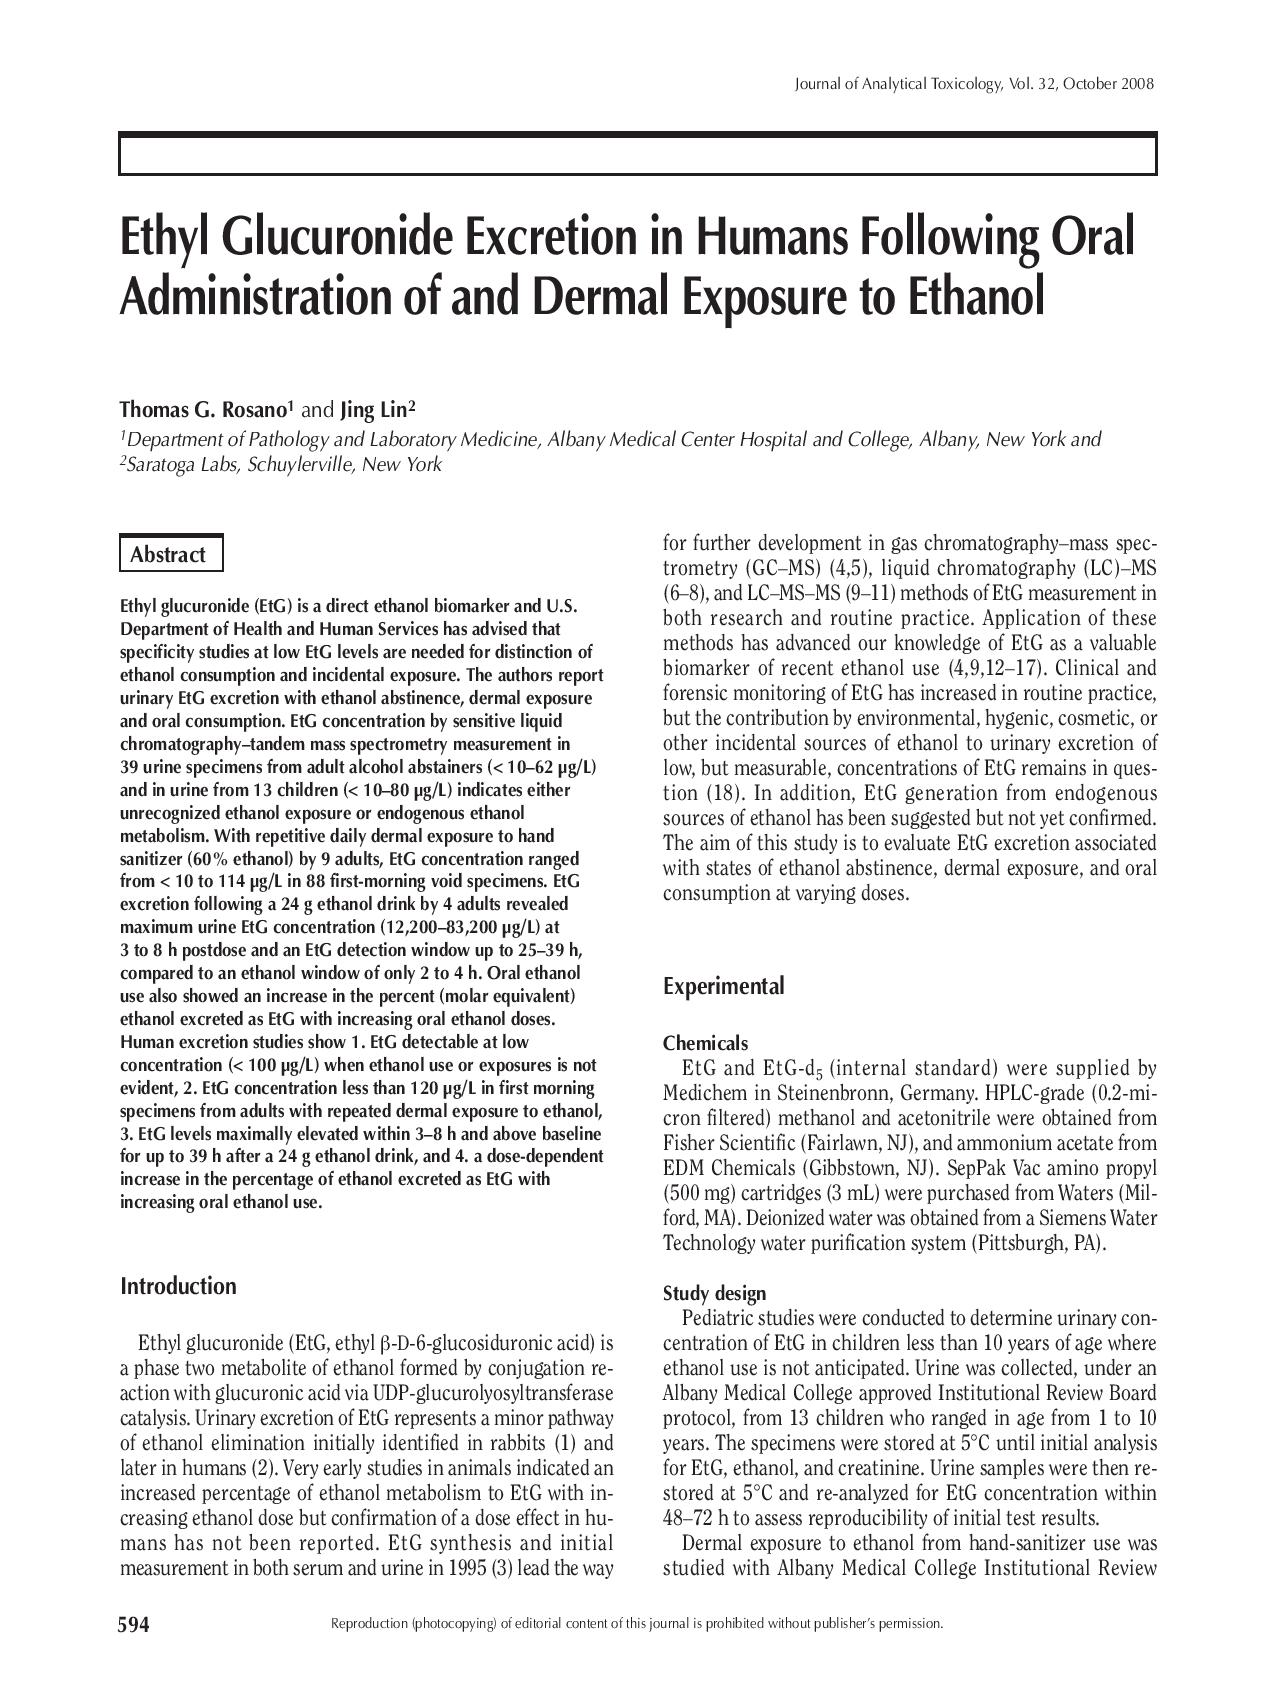 Journal of Analytical Toxicology, Vol. 32, October 2008
Ethyl Glucuronide Excretion in Humans Following Oral
Administration of and Dermal Exposure to Ethanol
Thomas G. Rosano1 and Jing Lin2
1Department of Pathology and Laboratory Medicine, Albany Medical Center Hospital and College, Albany, New York and
2Saratoga Labs, Schuylerville, New York
Abstract
Ethyl glucuronide (EtG) is a direct ethanol biomarker and U.S.
Department of Health and Human Services has advised that
specificity studies at low EtG levels are needed for distinction of
ethanol consumption and incidental exposure. The authors report
urinary EtG excretion with ethanol abstinence, dermal exposure
and oral consumption. EtG concentration by sensitive liquid
chromatography–tandem mass spectrometry measurement in
39 urine specimens from adult alcohol abstainers (< 10–62 µg/L)
and in urine from 13 children (< 10–80 µg/L) indicates either
unrecognized ethanol exposure or endogenous ethanol
metabolism. With repetitive daily dermal exposure to hand
sanitizer (60% ethanol) by 9 adults, EtG concentration ranged
from < 10 to 114 µg/L in 88 first-morning void specimens. EtG
excretion following a 24 g ethanol drink by 4 adults revealed
maximum urine EtG concentration (12,200–83,200 µg/L) at
3 to 8 h postdose and an EtG detection window up to 25–39 h,
compared to an ethanol window of only 2 to 4 h. Oral ethanol
use also showed an increase in the percent (molar equivalent)
ethanol excreted as EtG with increasing oral ethanol doses.
Human excretion studies show 1. EtG detectable at low
concentration (< 100 µg/L) when ethanol use or exposures is not
evident, 2. EtG concentration less than 120 µg/L in first morning
specimens from adults with repeated dermal exposure to ethanol,
3. EtG levels maximally elevated within 3–8 h and above baseline
for up to 39 h after a 24 g ethanol drink, and 4. a dose-dependent
increase in the percentage of ethanol excreted as EtG with
increasing oral ethanol use.
Introduction
Ethyl glucuronide (EtG, ethyl β-D-6-glucosiduronic acid) is
a phase two metabolite of ethanol formed by conjugation re-
action with glucuronic acid via UDP-glucurolyosyltransferase
catalysis. Urinary excretion of EtG represents a minor pathway
of ethanol elimination initially identified in rabbits (1) and
later in humans (2). Very early studies in animals indicated an
increased percentage of ethanol metabolism to EtG with in-
creasing ethanol dose but confirmation of a dose effect in hu-
mans has not been reported. EtG synthesis and initial
measurement in both serum and urine in 1995 (3) lead the way
for further development in gas chromatography–mass spec-
trometry (GC–MS) (4,5), liquid chromatography (LC)–MS
(6–8), and LC–MS–MS (9–11) methods of EtG measurement in
both research and routine practice. Application of these
methods has advanced our knowledge of EtG as a valuable
biomarker of recent ethanol use (4,9,12–17). Clinical and
forensic monitoring of EtG has increased in routine practice,
but the contribution by environmental, hygenic, cosmetic, or
other incidental sources of ethanol to urinary excretion of
low, but measurable, concentrations of EtG remains in ques-
tion (18). In addition, EtG generation from endogenous
sources of ethanol has been suggested but not yet confirmed.
The aim of this study is to evaluate EtG excretion associated
with states of ethanol abstinence, dermal exposure, and oral
consumption at varying doses.
Experimental
Chemicals
EtG and EtG-d5 (internal standard) were supplied by
Medichem in Steinenbronn, Germany. HPLC-grade (0.2-mi-
cron filtered) methanol and acetonitrile were obtained from
Fisher Scientific (Fairlawn, NJ), and ammonium acetate from
EDM Chemicals (Gibbstown, NJ). SepPak Vac amino propyl
(500 mg) cartridges (3 mL) were purchased from Waters (Mil-
ford, MA). Deionized water was obtained from a Siemens Water
Technology water purification system (Pittsburgh, PA).
Study design
Pediatric studies were conducted to determine urinary con-
centration of EtG in children less than 10 years of age where
ethanol use is not anticipated. Urine was collected, under an
Albany Medical College approved Institutional Review Board
protocol, from 13 children who ranged in age from 1 to 10
years. The specimens were stored at 5°C until initial analysis
for EtG, ethanol, and creatinine. Urine samples were then re-
stored at 5°C and re-analyzed for EtG concentration within
48–72 h to assess reproducibility of initial test results.
Dermal exposure to ethanol from hand-sanitizer use was
studied with Albany Medical College Institutional Review
594
Reproduction (photocopying) of editorial content of this journal is prohibited without publisher's permission.